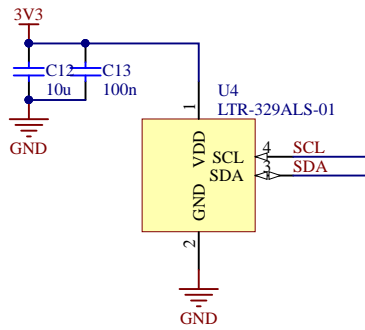 3V3
C12
10u
C13
100n
GND
U4
LTR-329ALS-01
1
VDD
SCL
4
SCL
SDA
3
SDA
GND
2
GND